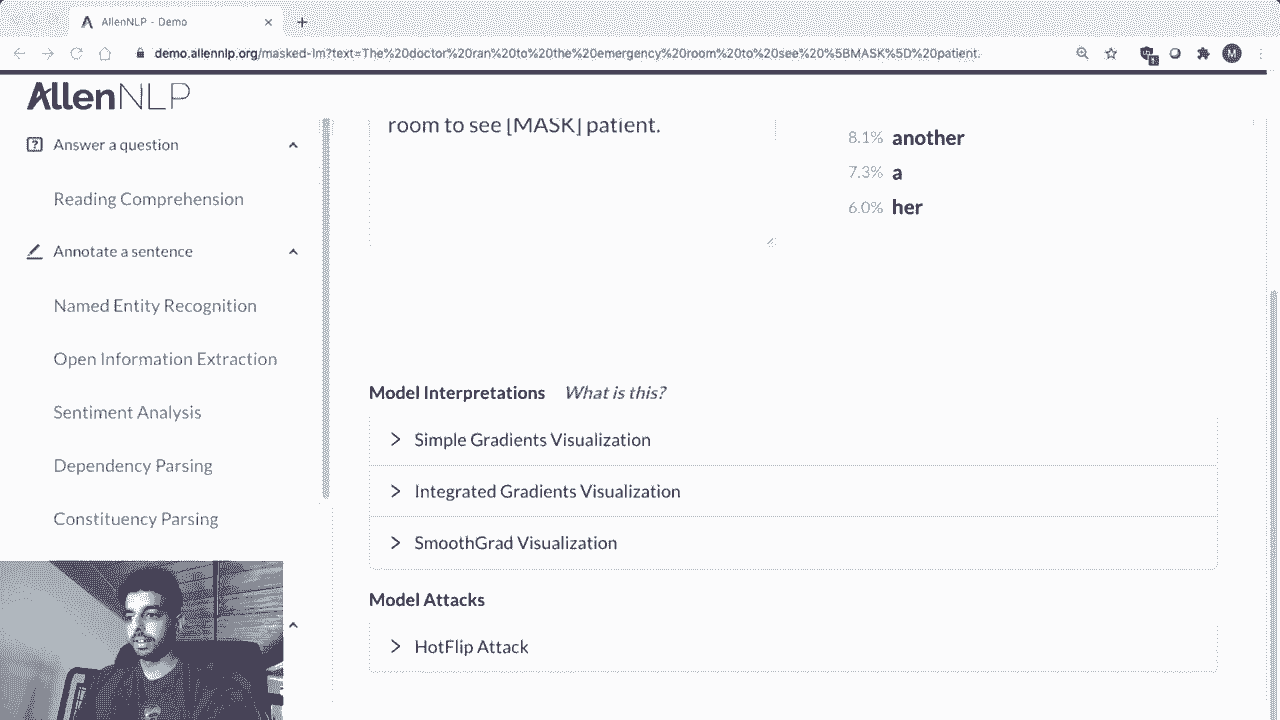 AllenNLP - Demo
demo.allennlp.org/masked-lm?text=The%20doctor%20ran%20to%20the%20emergency%20room%20to%20see%20%5BMASK%5D%20patient.
M
AllenNLP
Answer a question
Reading Comprehension
Annotate a sentence
Named Entity Recognition
Open Information Extraction
Sentiment Analysis
Dependency Parsing
Constituency Parsing
room to see [MASK] patient.
8.1% another
7.3% a
6.0% her
Model Interpretations What is this?
Simple Gradients Visualization
Integrated Gradients Visualization
SmoothGrad Visualization
Model Attacks
HotFlip Attack